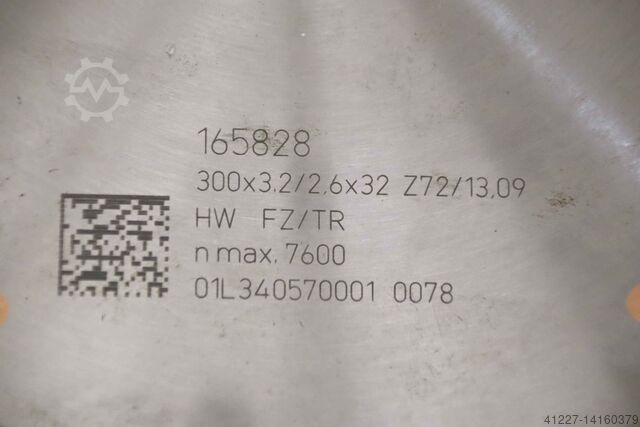 165828
300x3.2/2.6x32 Z72/13,09
HW FZ/TR
n max. 7600
01L340570001 0078
41227-14160379